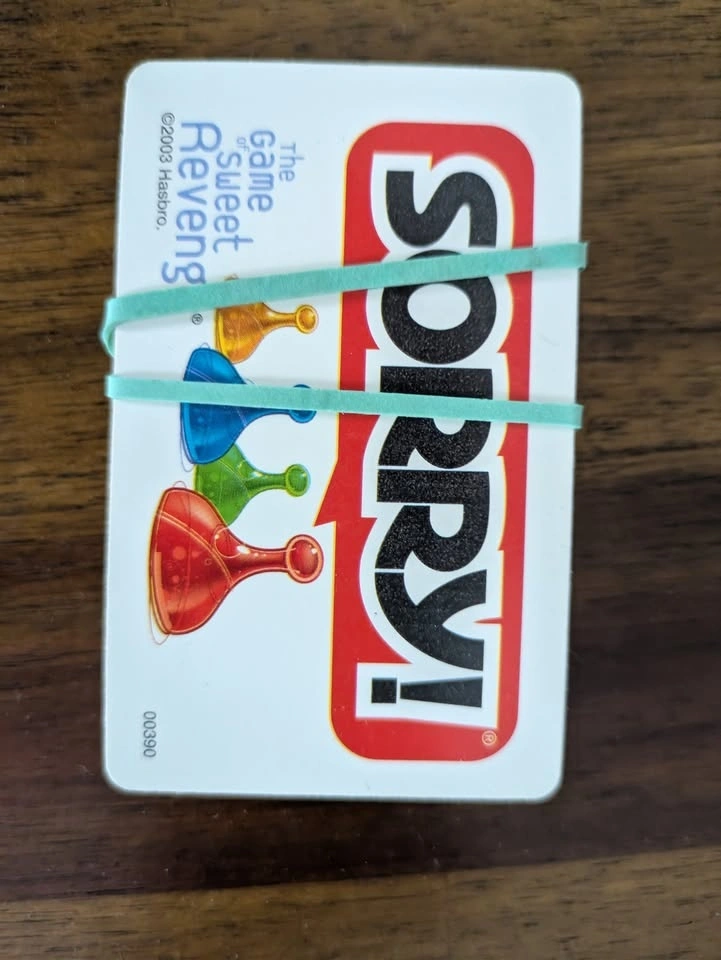 SORRY!®
The
Game
of
Sweet
Reveng ®
©2003 Hasbro.
00390